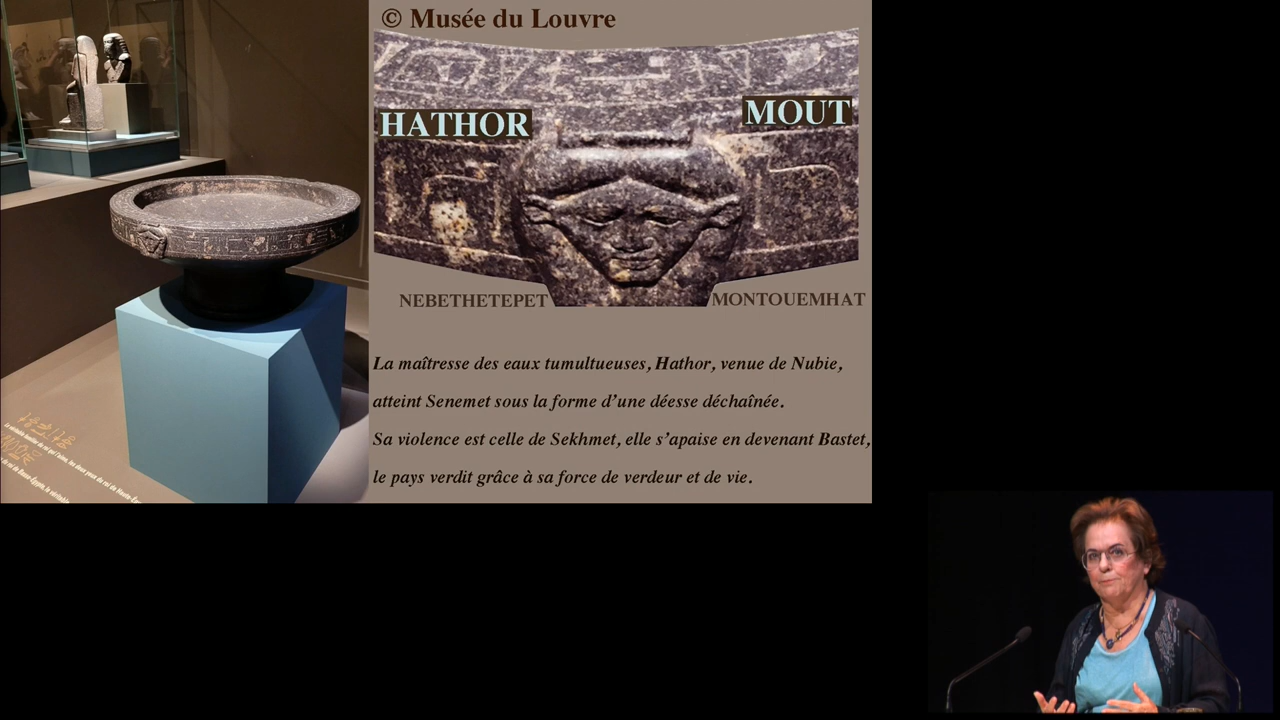 © Musée du Louvre
HATHOR
MOUT
NEBETHETEPET
MONTOUEMHAT
La maîtresse des eaux tumultueuses, Hathor, venue de Nubie,
atteint Senemet sous la forme d’une déesse déchaînée.
Sa violence est celle de Sekhmet, elle s’apaise en devenant Bastet,
le pays verdit grâce à sa force de verdeur et de vie.